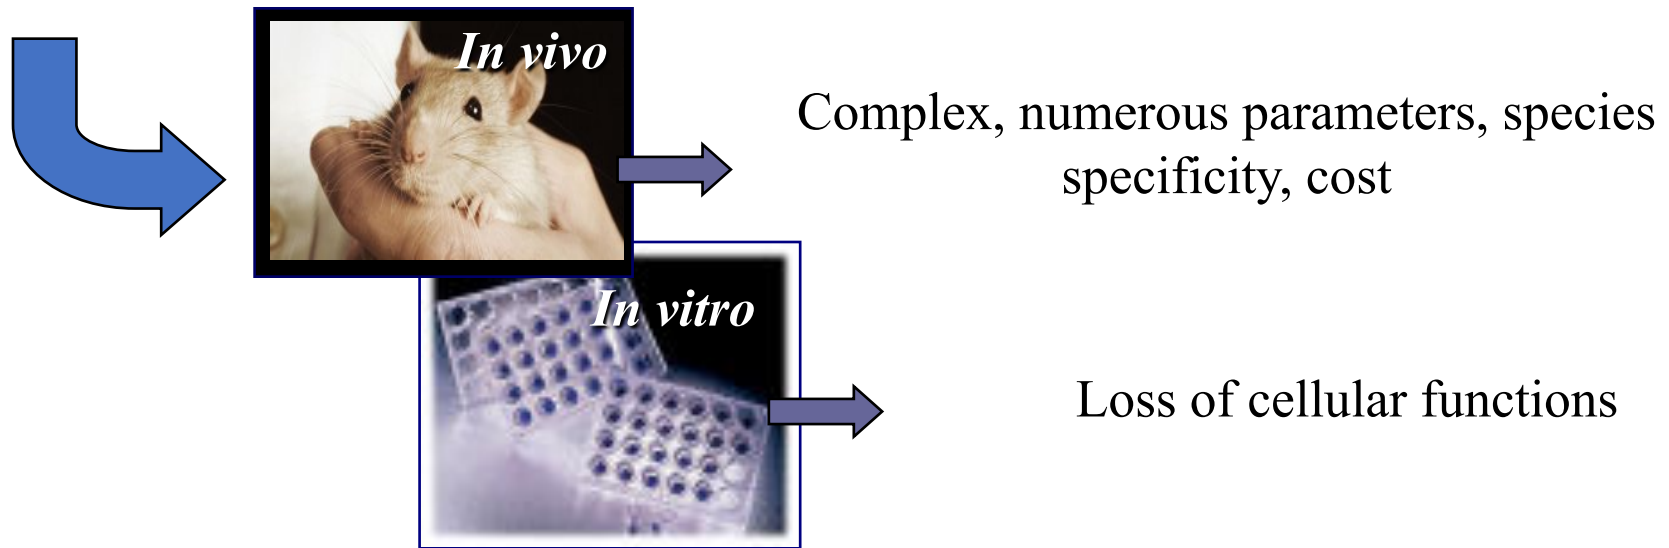 In vivo
Complex, numerous parameters, species
specificity, cost
In vitro
Loss of cellular functions